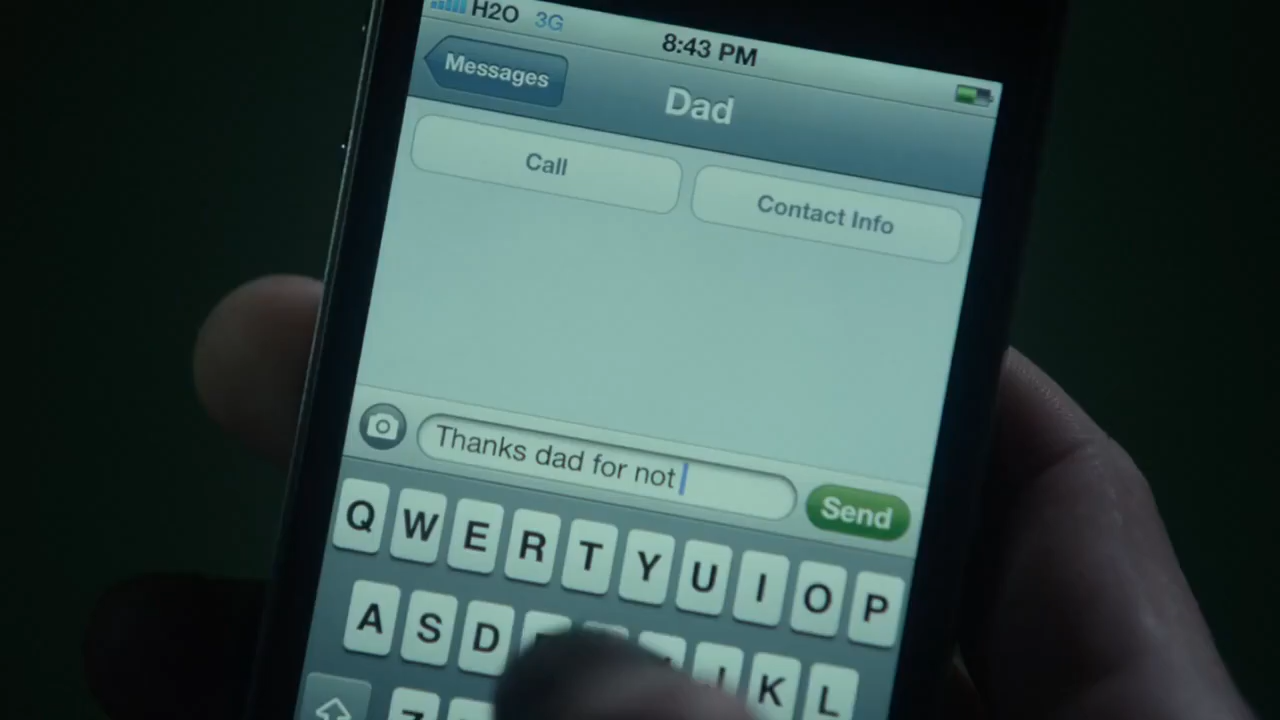 H2O 3G 8:43 PM
Messages Dad
Call Contact Info
Thanks dad for not Send
Q W E R T Y U I O P
A S D J K L
Z